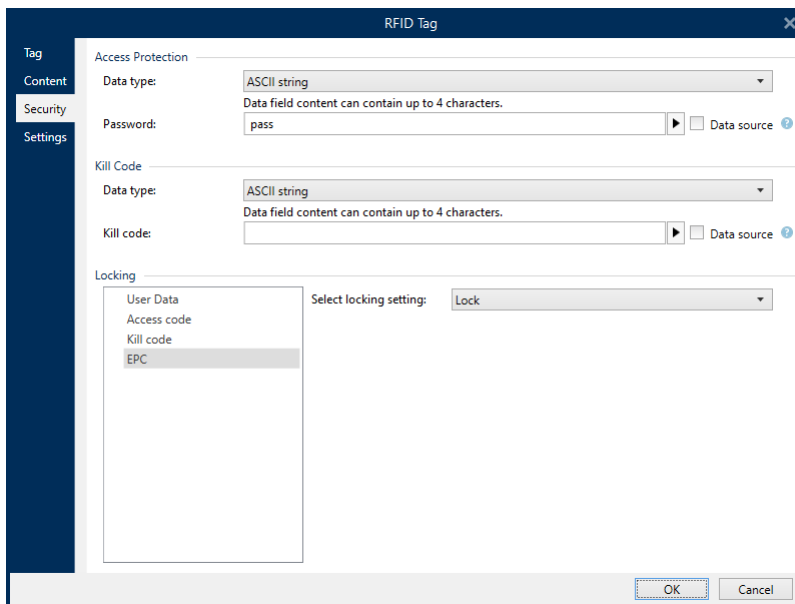 RFID Tag
Tag
Content
Security
Settings
Access Protection
Data type: ASCII string
Data field content can contain up to 4 characters.
Password: pass Data source ?
Kill Code
Data type: ASCII string
Data field content can contain up to 4 characters.
Kill code: Data source ?
Locking
User Data
Access code
Kill code
EPC
Select locking setting: Lock
OK Cancel